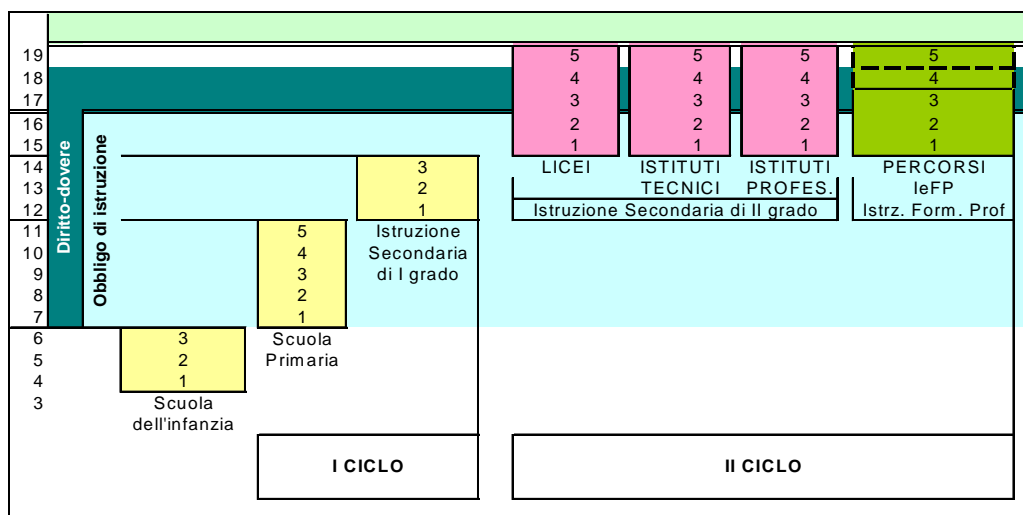 19 5 5 5 5
18 4 4 4 4
17 3 3 3 3
16 2 2 2 2
15 1 1 1 1
14 3 LICEI ISTITUTI ISTITUTI PERCORSI
13 2 TECNICI PROFES. IeFP
12 1 Istruzione Secondaria di II grado Istrz. Form. Prof
Diritto-dovere
Obbligo di istruzione
11 5 Istruzione
10 4 Secondaria
9 3 di I grado
8 2
7 1
6 3 Scuola
5 2 Primaria
4 1
3 Scuola
dell'infanzia
I CICLO II CICLO